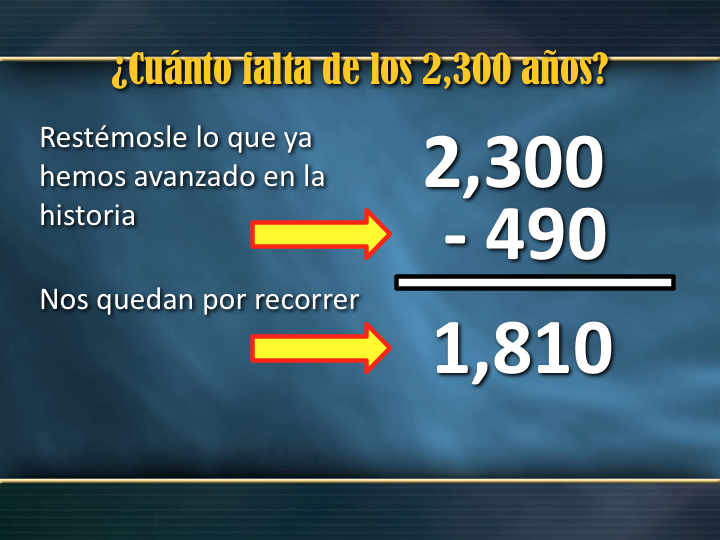 ¿Cuánto falta de los 2,300 años?
Restémosle lo que ya
hemos avanzado en la
historia
2,300
- 490
Nos quedan por recorrer
1,810